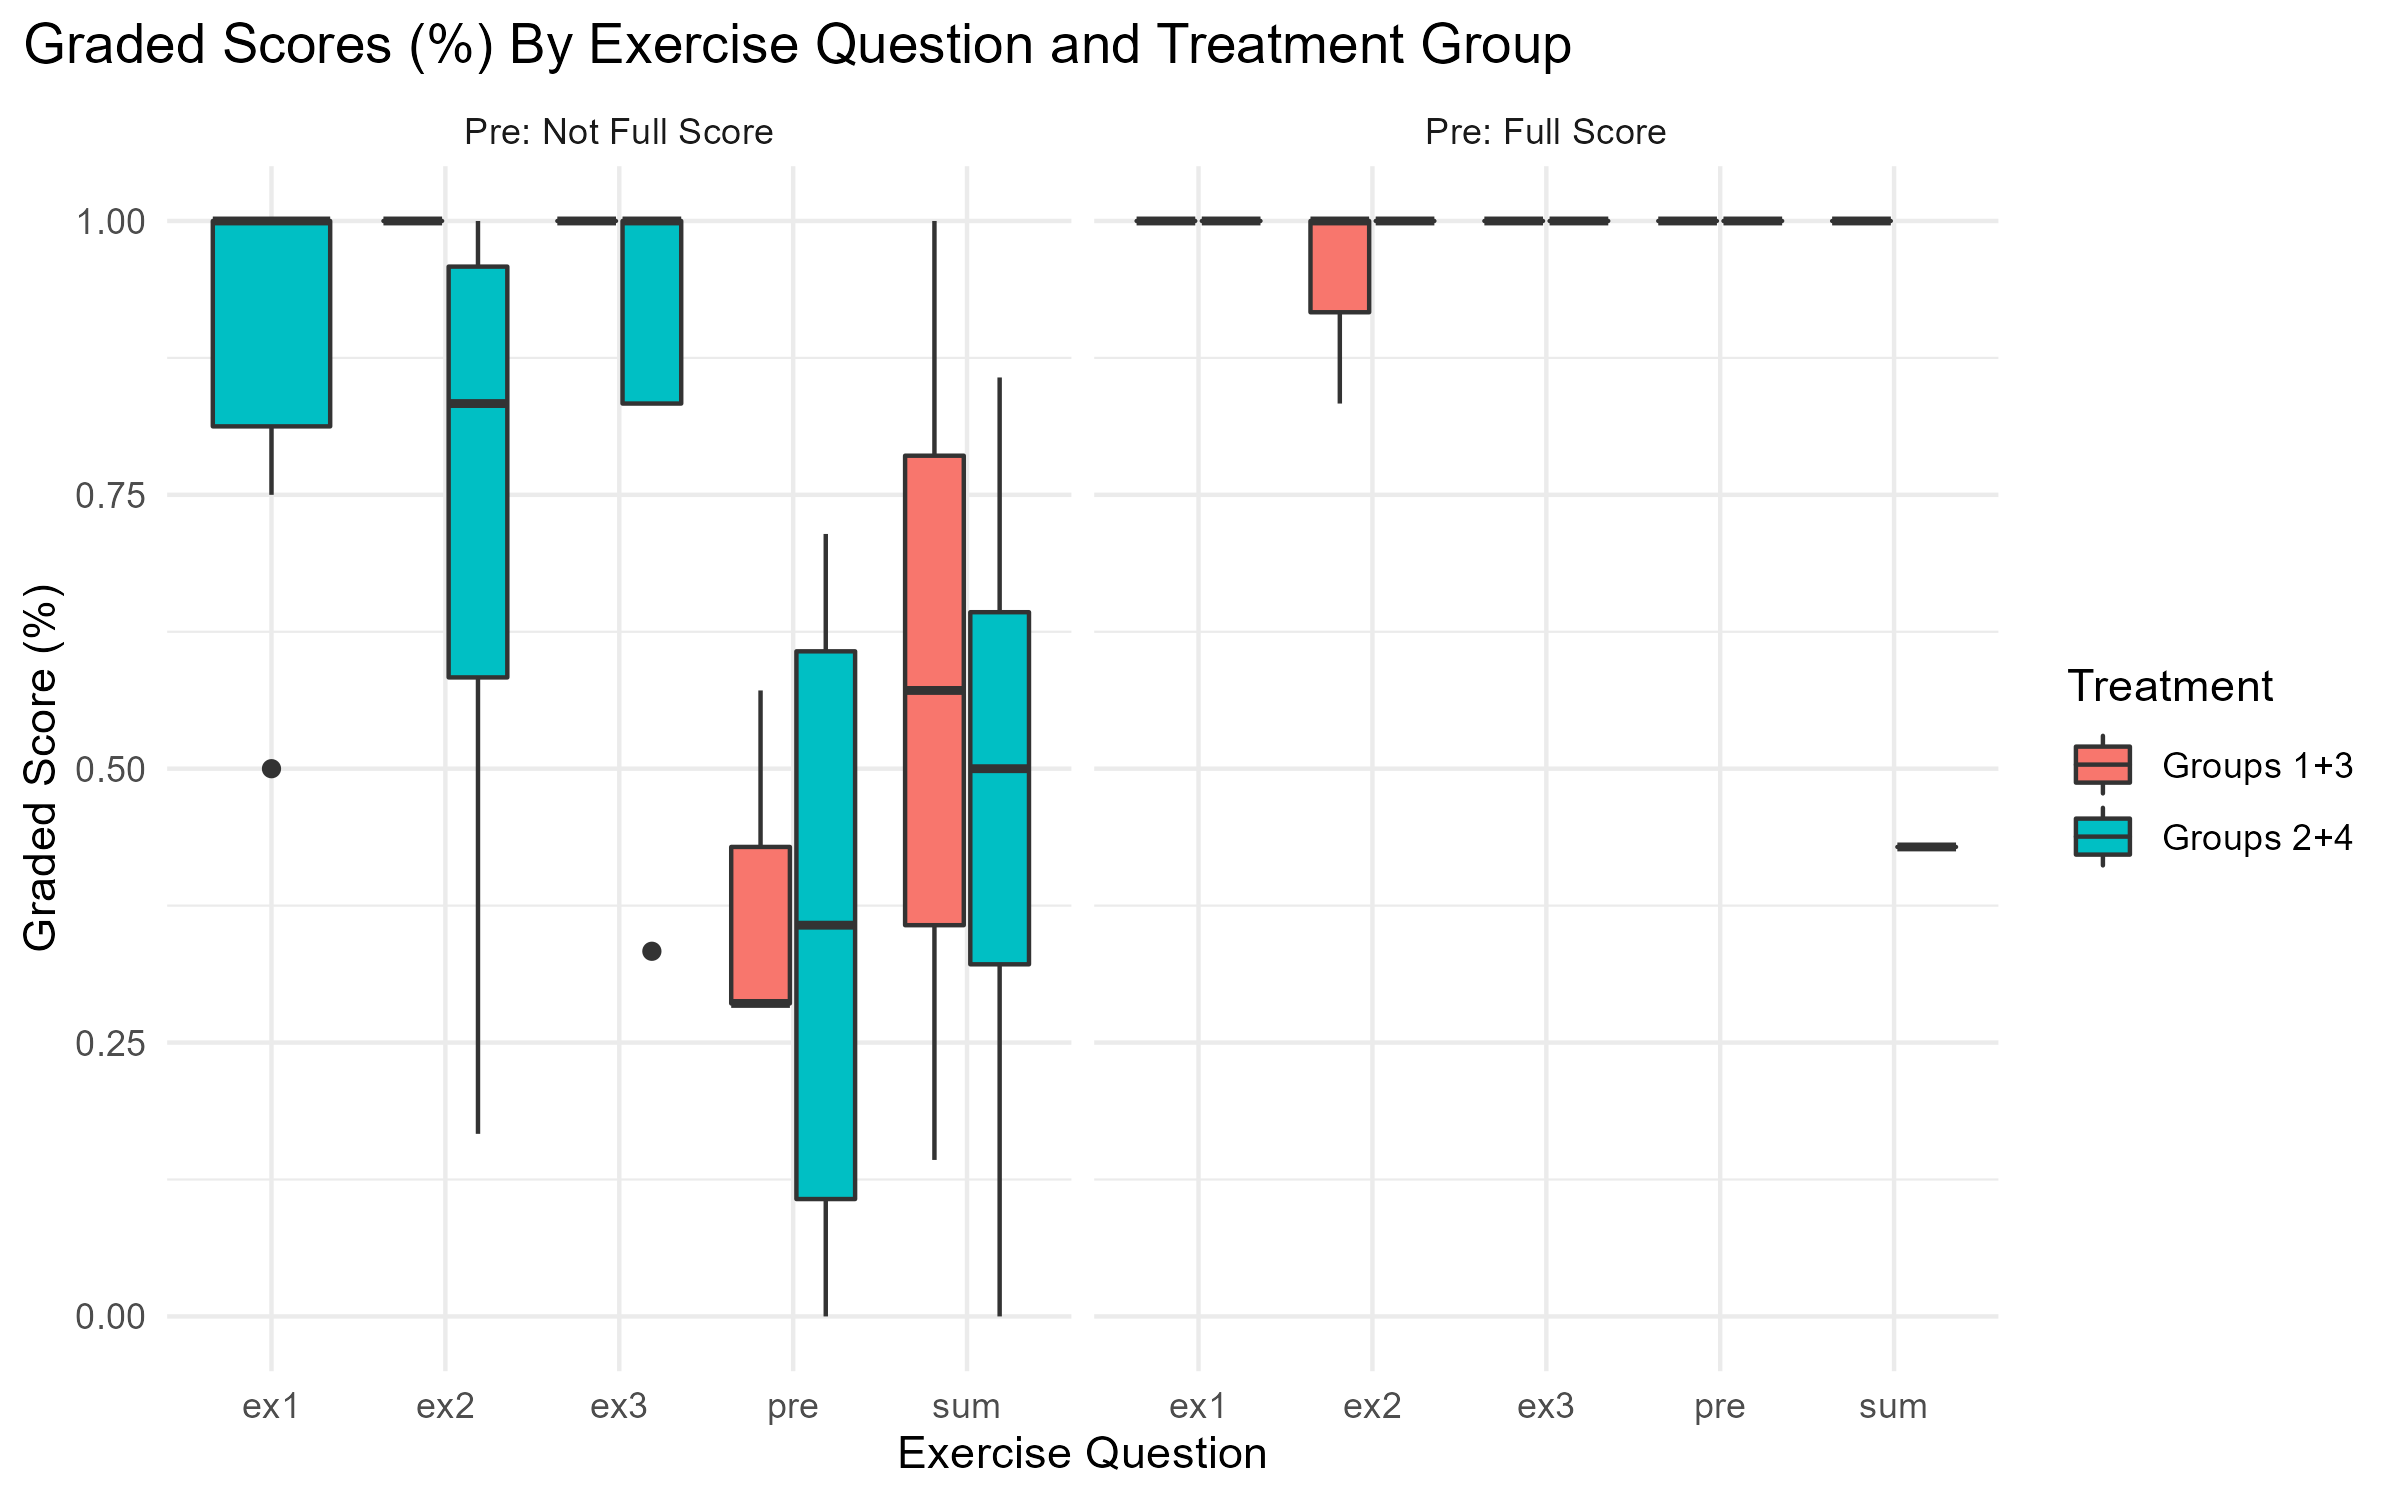 Graded Scores (%) By Exercise Question and Treatment Group
Pre: Not Full Score
Pre: Full Score
Graded Score (%)
1.00
0.75
0.50
0.25
0.00
ex1 ex2 ex3 pre sum
ex1 ex2 ex3 pre sum
Exercise Question
Treatment
Groups 1+3
Groups 2+4